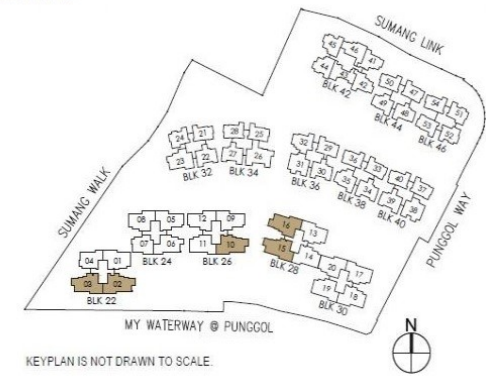 SUMANG LINK
45 46 41
44 43 42
BLK 42
50 47
49 48
BLK 44
54 51
53 52
BLK 46
24 21
23 22
BLK 32
28 25
27 26
BLK 34
32 29
31 30
BLK 36
36 33
35 34
BLK 38
40 37
39 38
BLK 40
SUMANG WALK
PUNGGOL WAY
08 05
07 06
BLK 24
12 09
11 10
BLK 26
16 13
15 14
BLK 28
20 17
19 18
BLK 30
04 01
03 02
BLK 22
MY WATERWAY @ PUNGGOL
N
KEYPLAN IS NOT DRAWN TO SCALE.